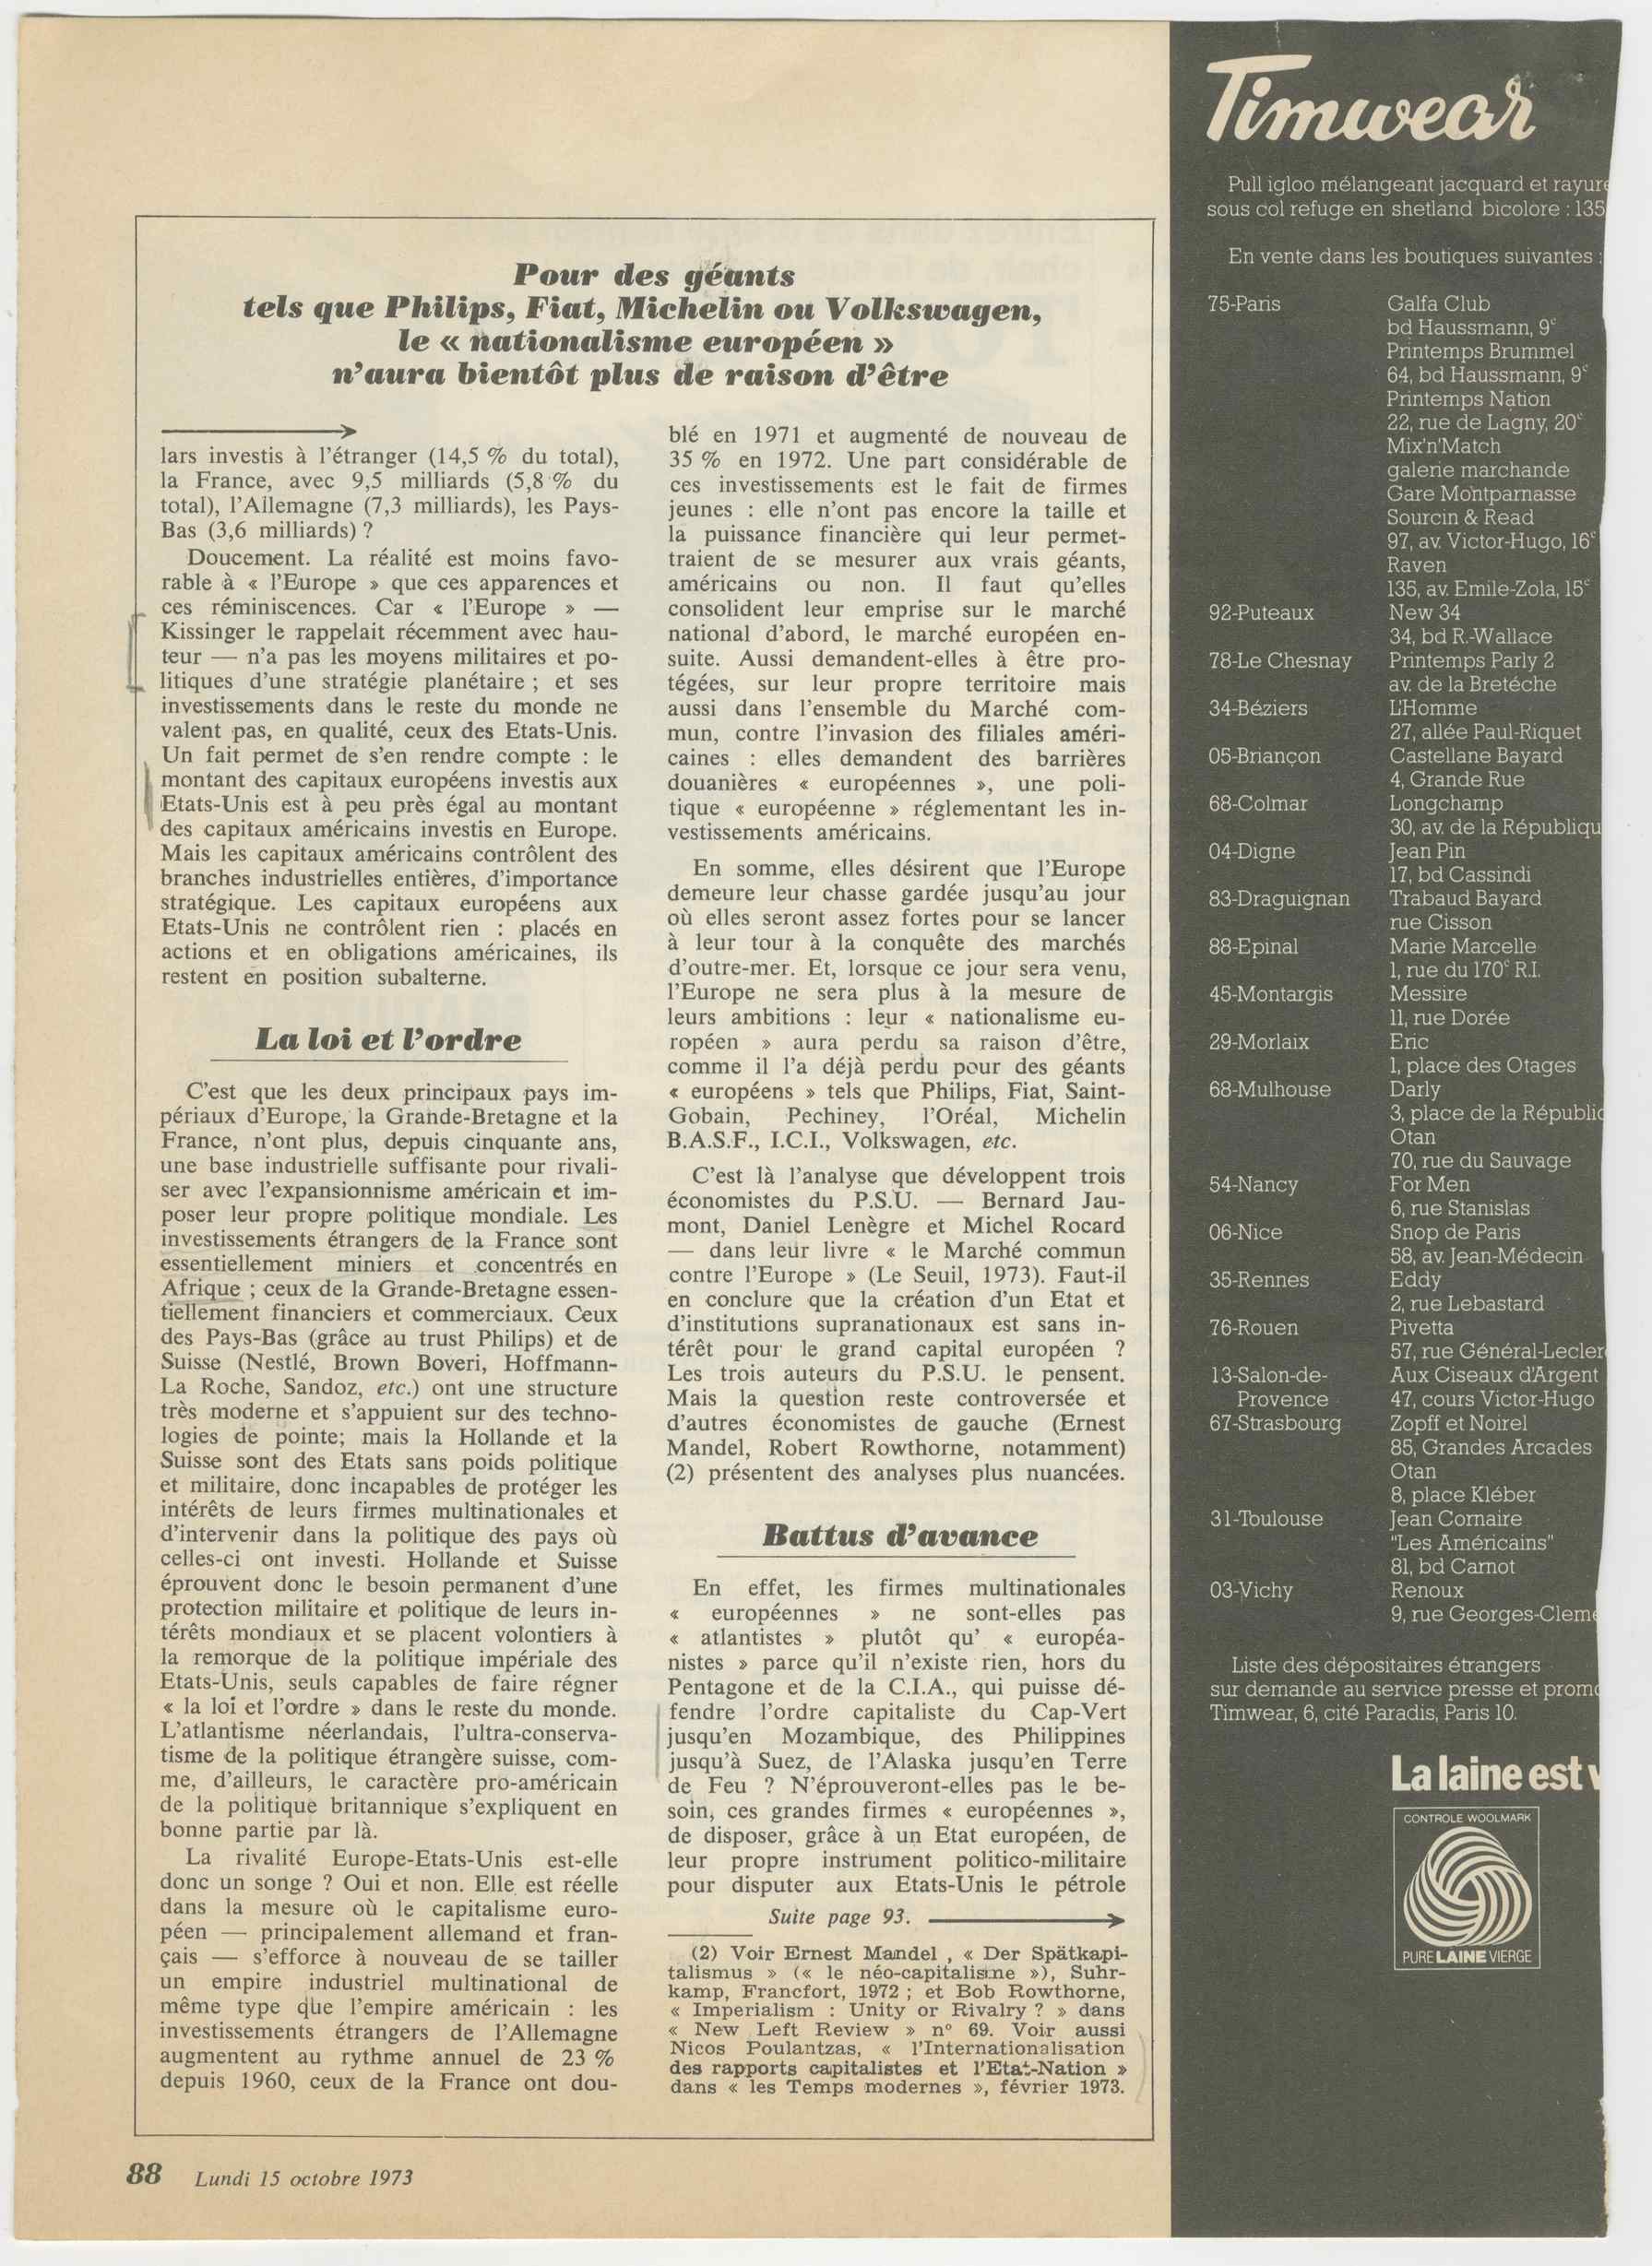 Pour des géants
tels que Philips, Fiat, Michelin ou Volkswagen,
le « nationalisme européen »
n'aura bientôt plus de raison d'être
lars investis à l'étranger (14,5 % du total),
la France, avec 9,5 milliards (5,8 % du
total), l'Allemagne (7,3 milliards), les Pays-
Bas (3,6 milliards) ?
Doucement. La réalité est moins favo-
rable à « l'Europe » que ces apparences et
ces réminiscences. Car « l'Europe » —
Kissinger le rappelait récemment avec hau-
teur — n'a pas les moyens militaires et po-
litiques d'une stratégie planétaire ; et ses
investissements dans le reste du monde ne
valent pas, en qualité, ceux des Etats-Unis.
Un fait permet de s'en rendre compte : le
montant des capitaux européens investis aux
Etats-Unis est à peu près égal au montant
des capitaux américains investis en Europe.
Mais les capitaux américains contrôlent des
branches industrielles entières, d'importance
stratégique. Les capitaux européens aux
Etats-Unis ne contrôlent rien : placés en
actions et en obligations américaines, ils
restent en position subalterne.
La loi et l'ordre
C'est que les deux principaux pays im-
périaux d'Europe, la Grande-Bretagne et la
France, n'ont plus, depuis cinquante ans,
une base industrielle suffisante pour rivali-
ser avec l'expansionnisme américain et im-
poser leur propre politique mondiale. Les
investissements étrangers de la France sont
essentiellement miniers et concentrés en
Afrique ; ceux de la Grande-Bretagne essen-
tiellement financiers et commerciaux. Ceux
des Pays-Bas (grâce au trust Philips) et de
Suisse (Nestlé, Brown Boveri, Hoffmann-
La Roche, Sandoz, etc.) ont une structure
très moderne et s'appuient sur des techno-
logies de pointe; mais la Hollande et la
Suisse sont des Etats sans poids politique
et militaire, donc incapables de protéger les
intérêts de leurs firmes multinationales et
d'intervenir dans la politique des pays où
celles-ci ont investi. Hollande et Suisse
éprouvent donc le besoin permanent d'une
protection militaire et politique de leurs in-
térêts mondiaux et se placent volontiers à
la remorque de la politique impériale des
Etats-Unis, seuls capables de faire régner
« la loi et l'ordre » dans le reste du monde.
L'atlantisme néerlandais, l'ultra-conserva-
tisme de la politique étrangère suisse, com-
me, d'ailleurs, le caractère pro-américain
de la politique britannique s'expliquent en
bonne partie par là.
La rivalité Europe-Etats-Unis est-elle
donc un songe ? Oui et non. Elle est réelle
dans la mesure où le capitalisme euro-
péen — principalement allemand et fran-
çais — s'efforce à nouveau de se tailler
un empire industriel multinational de
même type que l'empire américain : les
investissements étrangers de l'Allemagne
augmentent au rythme annuel de 23 %
depuis 1960, ceux de la France ont dou-
blé en 1971 et augmenté de nouveau de
35 % en 1972. Une part considérable de
ces investissements est le fait de firmes
jeunes : elle n'ont pas encore la taille et
la puissance financière qui leur permet-
traient de se mesurer aux vrais géants,
américains ou non. Il faut qu'elles
consolident leur emprise sur le marché
national d'abord, le marché européen en-
suite. Aussi demandent-elles à être pro-
tégées, sur leur propre territoire mais
aussi dans l'ensemble du Marché com-
mun, contre l'invasion des filiales améri-
caines : elles demandent des barrières
douanières « européennes », une poli-
tique « européenne » réglementant les in-
vestissements américains.
En somme, elles désirent que l'Europe
demeure leur chasse gardée jusqu'au jour
où elles seront assez fortes pour se lancer
à leur tour à la conquête des marchés
d'outre-mer. Et, lorsque ce jour sera venu,
l'Europe ne sera plus à la mesure de
leurs ambitions : leur « nationalisme eu-
ropéen » aura perdu sa raison d'être,
comme il l'a déjà perdu pour des géants
« européens » tels que Philips, Fiat, Saint-
Gobain, Pechiney, l'Oréal, Michelin
B.A.S.F., I.C.I., Volkswagen, etc.
C'est là l'analyse que développent trois
économistes du P.S.U. — Bernard Jau-
mont, Daniel Lenègre et Michel Rocard
— dans leur livre « le Marché commun
contre l'Europe » (Le Seuil, 1973). Faut-il
en conclure que la création d'un Etat et
d'institutions supranationaux est sans in-
térêt pour le grand capital européen ?
Les trois auteurs du P.S.U. le pensent.
Mais la question reste controversée et
d'autres économistes de gauche (Ernest
Mandel, Robert Rowthorne, notamment)
(2) présentent des analyses plus nuancées.
Battus d'avance
En effet, les firmes multinationales
« européennes » ne sont-elles pas
« atlantistes » plutôt qu' « europé​a-
nistes » parce qu'il n'existe rien, hors du
Pentagone et de la C.I.A., qui puisse dé-
fendre l'ordre capitaliste du Cap-Vert
jusqu'en Mozambique, des Philippines
jusqu'à Suez, de l'Alaska jusqu'en Terre
de Feu ? N'éprouveront-elles pas le be-
soin, ces grandes firmes « européennes »,
de disposer, grâce à un Etat européen, de
leur propre instrument politico-militaire
pour disputer aux Etats-Unis le pétrole
Suite page 93.
(2) Voir Ernest Mandel , « Der Spätkapi-
talismus » (« le néo-capitalisme »), Suhr-
kamp, Francfort, 1972 ; et Bob Rowthorne,
« Imperialism : Unity or Rivalry ? » dans
« New Left Review » n° 69. Voir aussi
Nicos Poulantzas, « l'Internationalisation
des rapports capitalistes et l'Etat-Nation »
dans « les Temps modernes », février 1973.
88 Lundi 15 octobre 1973
Timwear
Pull igloo mélangeant jacquard et rayure
sous col refuge en shetland bicolore : 135
En vente dans les boutiques suivantes :
75-Paris Galfa Club
bd Haussmann, 9e
Printemps Brummel
64, bd Haussmann, 9e
Printemps Nation
22, rue de Lagny, 20e
Mix'n'Match
galerie marchande
Gare Montparnasse
Sourcin & Read
97, av. Victor-Hugo, 16e
Raven
135, av. Emile-Zola, 15e
92-Puteaux New 34
34, bd R.-Wallace
78-Le Chesnay Printemps Parly 2
av. de la Bretéche
34-Béziers L'Homme
27, allée Paul-Riquet
05-Briançon Castellane Bayard
4, Grande Rue
68-Colmar Longchamp
30, av. de la Républiqu
04-Digne Jean Pin
17, bd Cassindi
83-Draguignan Trabaud Bayard
rue Cisson
88-Epinal Marie Marcelle
1, rue du 170e R.I.
45-Montargis Messire
11, rue Dorée
29-Morlaix Eric
1, place des Otages
68-Mulhouse Darly
3, place de la Républic
Otan
70, rue du Sauvage
54-Nancy For Men
6, rue Stanislas
06-Nice Snop de Paris
58, av. Jean-Médecin
35-Rennes Eddy
2, rue Lebastard
76-Rouen Pivetta
57, rue Général-Lecler
13-Salon-de- Aux Ciseaux d'Argent
Provence 47, cours Victor-Hugo
67-Strasbourg Zopff et Noirel
85, Grandes Arcades
Otan
8, place Kléber
31-Toulouse Jean Cornaire
"Les Américains"
81, bd Carnot
03-Vichy Renoux
9, rue Georges-Cleme
Liste des dépositaires étrangers
sur demande au service presse et promo
Timwear, 6, cité Paradis, Paris 10.
La laine est v
CONTROLE WOOLMARK
PURE LAINE VIERGE